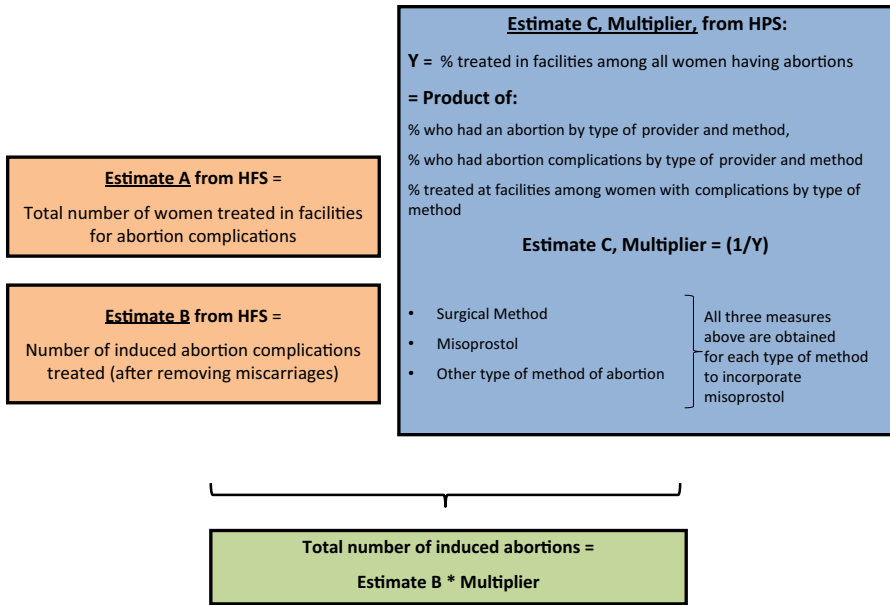 Estimate A from HFS =
Total number of women treated in facilities
for abortion complications
Estimate B from HFS =
Number of induced abortion complications
treated (after removing miscarriages)
Estimate C, Multiplier, from HPS:
Y = % treated in facilities among all women having abortions
= Product of:
% who had an abortion by type of provider and method,
% who had abortion complications by type of provider and method
% treated at facilities among women with complications by type of
method
Estimate C, Multiplier = (1/Y)
• Surgical Method
• Misoprostol
• Other type of method of abortion
All three measures
above are obtained
for each type of method
to incorporate
misoprostol
Total number of induced abortions =
Estimate B * Multiplier